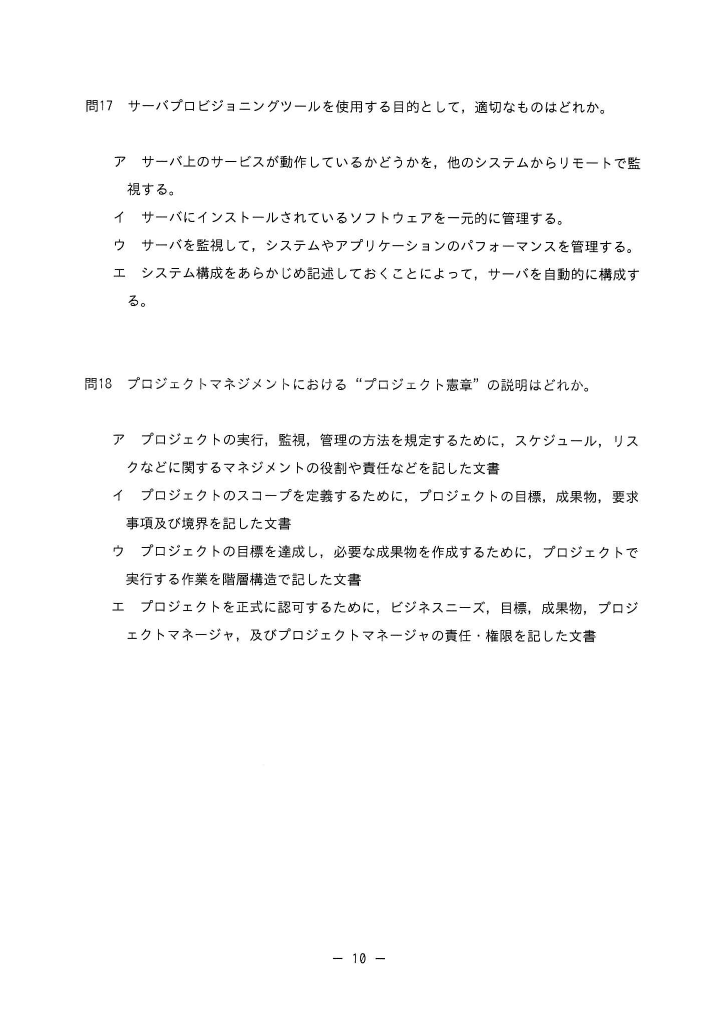 問17　サーバプロビジョニングツールを使用する目的として，適切なものはどれか。
ア　サーバ上のサービスが動作しているかどうかを，他のシステムからリモートで監
視する。
イ　サーバにインストールされているソフトウェアを一元的に管理する。
ウ　サーバを監視して，システムやアプリケーションのパフォーマンスを管理する。
エ　システム構成をあらかじめ記述しておくことによって，サーバを自動的に構成す
る。
問18　プロジェクトマネジメントにおける“プロジェクト憲章”の説明はどれか。
ア　プロジェクトの実行，監視，管理の方法を規定するために，スケジュール，リス
クなどに関するマネジメントの役割や責任などを記した文書
イ　プロジェクトのスコープを定義するために，プロジェクトの目標，成果物，要求
事項及び境界を記した文書
ウ　プロジェクトの目標を達成し，必要な成果物を作成するために，プロジェクトで
実行する作業を階層構造で記した文書
エ　プロジェクトを正式に認可するために，ビジネスニーズ，目標，成果物，プロジ
ェクトマネージャ，及びプロジェクトマネージャの責任・権限を記した文書
－ 10 －